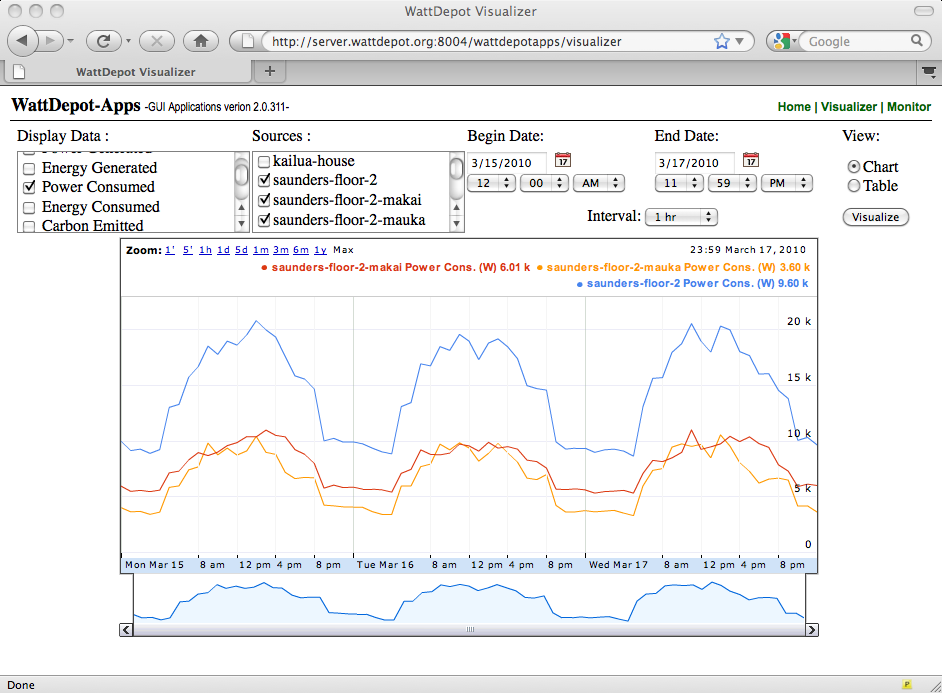 WattDepot Visualizer
http://server.wattdepot.org:8004/wattdepotapps/visualizer
Google
WattDepot Visualizer
WattDepot-Apps -GUI Applications verion 2.0.311-
Home | Visualizer | Monitor
Display Data : Sources : Begin Date: End Date: View:
Power Generated
Energy Generated
Power Consumed
Energy Consumed
Carbon Emitted
kailua-house
saunders-floor-2
saunders-floor-2-makai
saunders-floor-2-mauka
3/15/2010
12 00 AM
3/17/2010
11 59 PM
Interval: 1 hr
Chart
Table
Visualize
Zoom: 1' 5' 1h 1d 5d 1m 3m 6m 1y Max
23:59 March 17, 2010
saunders-floor-2-makai Power Cons. (W) 6.01 k saunders-floor-2-mauka Power Cons. (W) 3.60 k
saunders-floor-2 Power Cons. (W) 9.60 k
20 k
15 k
10 k
5 k
0
Mon Mar 15 8 am 12 pm 4 pm 8 pm Tue Mar 16 8 am 12 pm 4 pm 8 pm Wed Mar 17 8 am 12 pm 4 pm 8 pm
Done
P